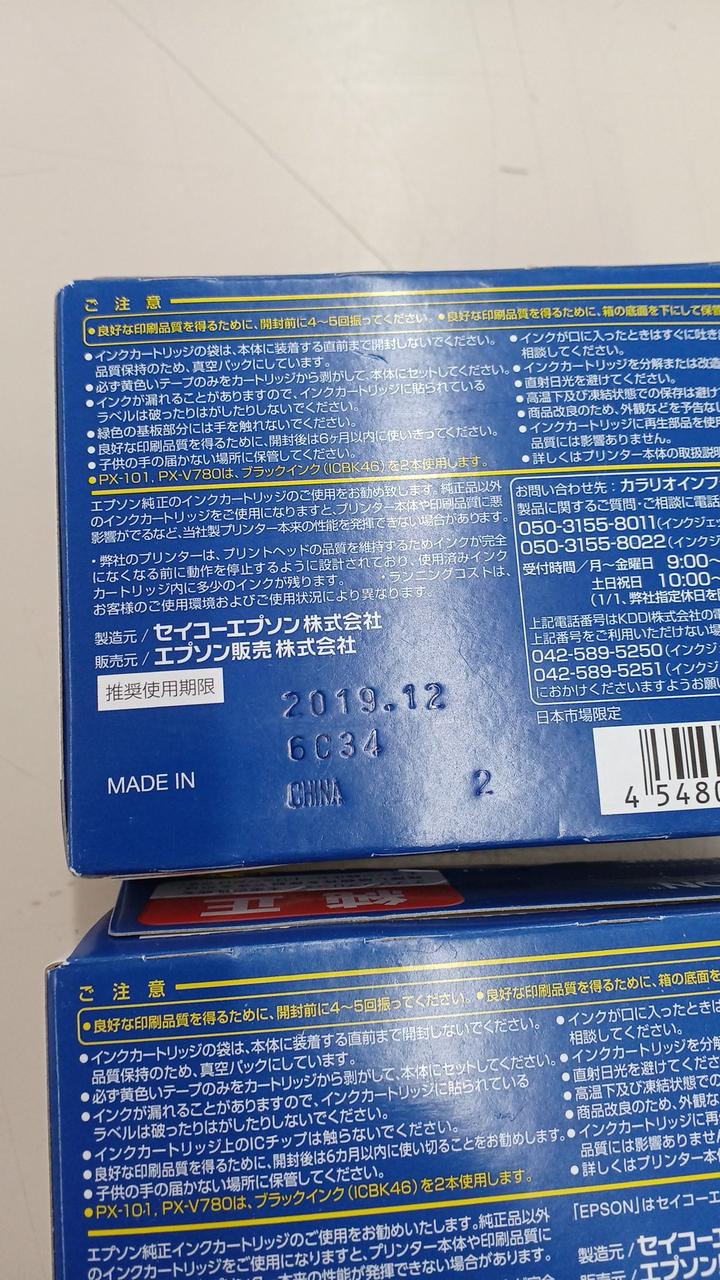 ご注意
●良好な印刷品質を得るために、開封前に4～5回振ってください。 ●良好な印刷品質を得るために、箱の底面を下にして保管
●インクカートリッジの袋は、本体に装着する直前まで開封しないでください。
品質保持のため、真空パックにしています。
●必ず黄色いテープのみをカートリッジから剥がして、本体にセットしてください。
●インクが漏れることがありますので、インクカートリッジに貼られている
ラベルは破ったりはがしたりしないでください。
●緑色の基板部分には手を触れないでください。
●良好な印刷品質を得るために、開封後は6ヶ月以内に使いきってください。
●子供の手の届かない場所に保管してください。
●PX-101, PX-V780は、ブラックインク（ICBK46）を2本使用します。
●インクが口に入ったときはすぐに吐き
相談してください。
●インクカートリッジを分解または改造
●直射日光を避けてください。
●高温下及び凍結状態での保存は避け
●商品改良のため、外観などを予告な
●インクカートリッジに再生部品を使用
品質には影響ありません。
●詳しくはプリンター本体の取扱説明
エプソン純正のインクカートリッジのご使用をお勧め致します。純正品以外
のインクカートリッジをご使用になりますと、プリンター本体や印刷品質に悪
影響がでるなど、当社製プリンター本来の性能を発揮できない場合があります。
・弊社のプリンターは、プリントヘッドの品質を維持するためインクが完全
になくなる前に動作を停止するように設計されており、使用済みインク
カートリッジ内に多少のインクが残ります。 ・ランニングコストは、
お客様のご使用環境およびご使用状況により異なります。
製造元 / セイコーエプソン株式会社
販売元 / エプソン販売株式会社
推奨使用期限
2019.12
6C34
MADE IN CHINA 2
お問い合わせ先：カラリオインフ
製品に関するご質問・ご相談に電話
050-3155-8011（インクジェ
050-3155-8022（インクジ
受付時間／月～金曜日 9:00～
土日祝日 10:00～
（1/1、弊社指定休日を
上記電話番号はKDDI株式会社の電
上記番号をご利用いただけない場
042-589-5250（インクジ
042-589-5251（インクジ
におかけくださいますようお願い
日本市場限定
4 5480
純正
ご注意
●良好な印刷品質を得るために、開封前に4～5回振ってください。 ●良好な印刷品質を得るために、箱の底面を
●インクカートリッジの袋は、本体に装着する直前まで開封しないでください。
品質保持のため、真空パックにしています。
●必ず黄色いテープのみをカートリッジから剥がして、本体にセットしてください。
●インクが漏れることがありますので、インクカートリッジに貼られている
ラベルは破ったりはがしたりしないでください。
●インクカートリッジ上のICチップは触らないでください。
●良好な印刷品質を得るために、開封後は6カ月以内に使い切ることをお勧めします。
●子供の手の届かない場所に保管してください。
●PX-101, PX-V780は、ブラックインク（ICBK46）を2本使用します。
●インクが口に入ったときは
相談してください。
●インクカートリッジを分解
●直射日光を避けてくださ
●高温下及び凍結状態での
●商品改良のため、外観な
●インクカートリッジに再
品質には影響ありませ
●詳しくはプリンター本体
エプソン純正インクカートリッジのご使用をお勧めいたします。純正品以外
のインクカートリッジをご使用になりますと、プリンター本体や印刷品質に
本来の性能を発揮できない場合があります。
「EPSON」はセイコーエ
製造元 / セイコーエ
エプソン